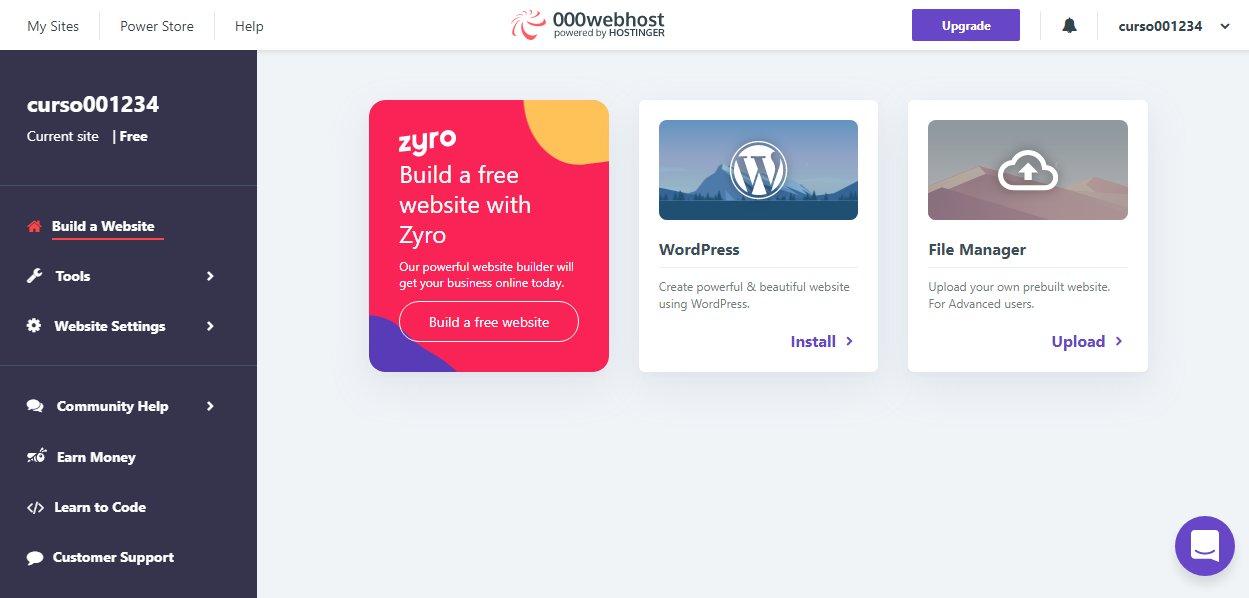 My Sites
Power Store
Help
000webhost
powered by HOSTINGER
Upgrade
curso001234
curso001234
Current site | Free
Build a Website
Tools
Website Settings
Community Help
Earn Money
Learn to Code
Customer Support
zyro
Build a free
website with
Zyro
Our powerful website builder will
get your business online today.
Build a free website
WordPress
Create powerful & beautiful website
using WordPress.
Install
File Manager
Upload your own prebuilt website.
For Advanced users.
Upload